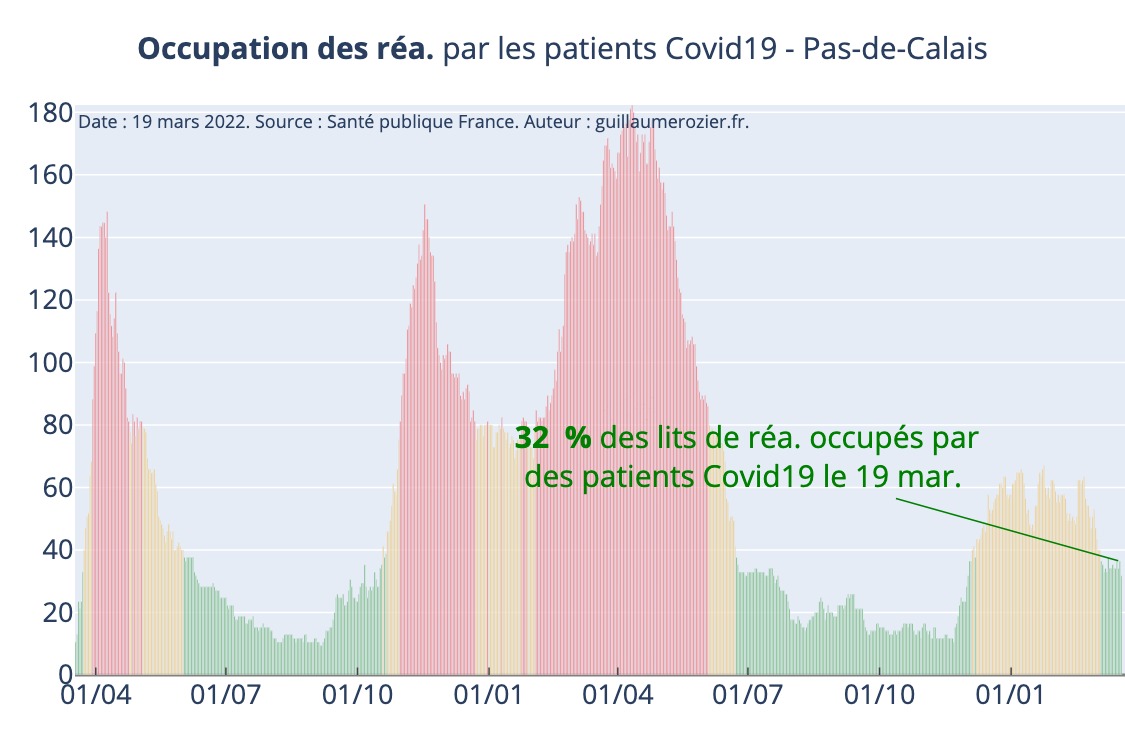 Occupation des réa. par les patients Covid19 - Pas-de-Calais
180
Date : 19 mars 2022. Source : Santé publique France. Auteur : guillaumerozier.fr.
160
140
120
100
80
32 % des lits de réa. occupés par
des patients Covid19 le 19 mar.
60
40
20
0
01/04 01/07 01/10 01/01 01/04 01/07 01/10 01/01